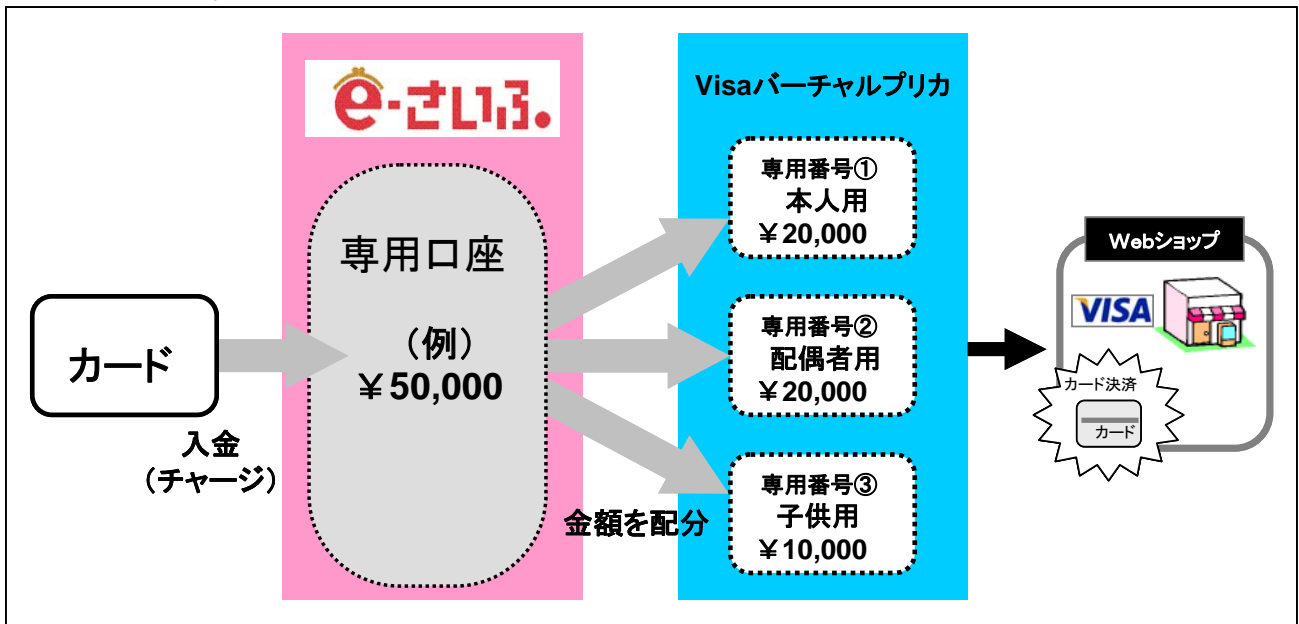 e-さいふ。
Visaバーチャルプリカ
カード
入金
（チャージ）
専用口座
（例）
￥50,000
金額を配分
専用番号①
本人用
￥20,000
専用番号②
配偶者用
￥20,000
専用番号③
子供用
￥10,000
Webショップ
VISA
カード決済
カード